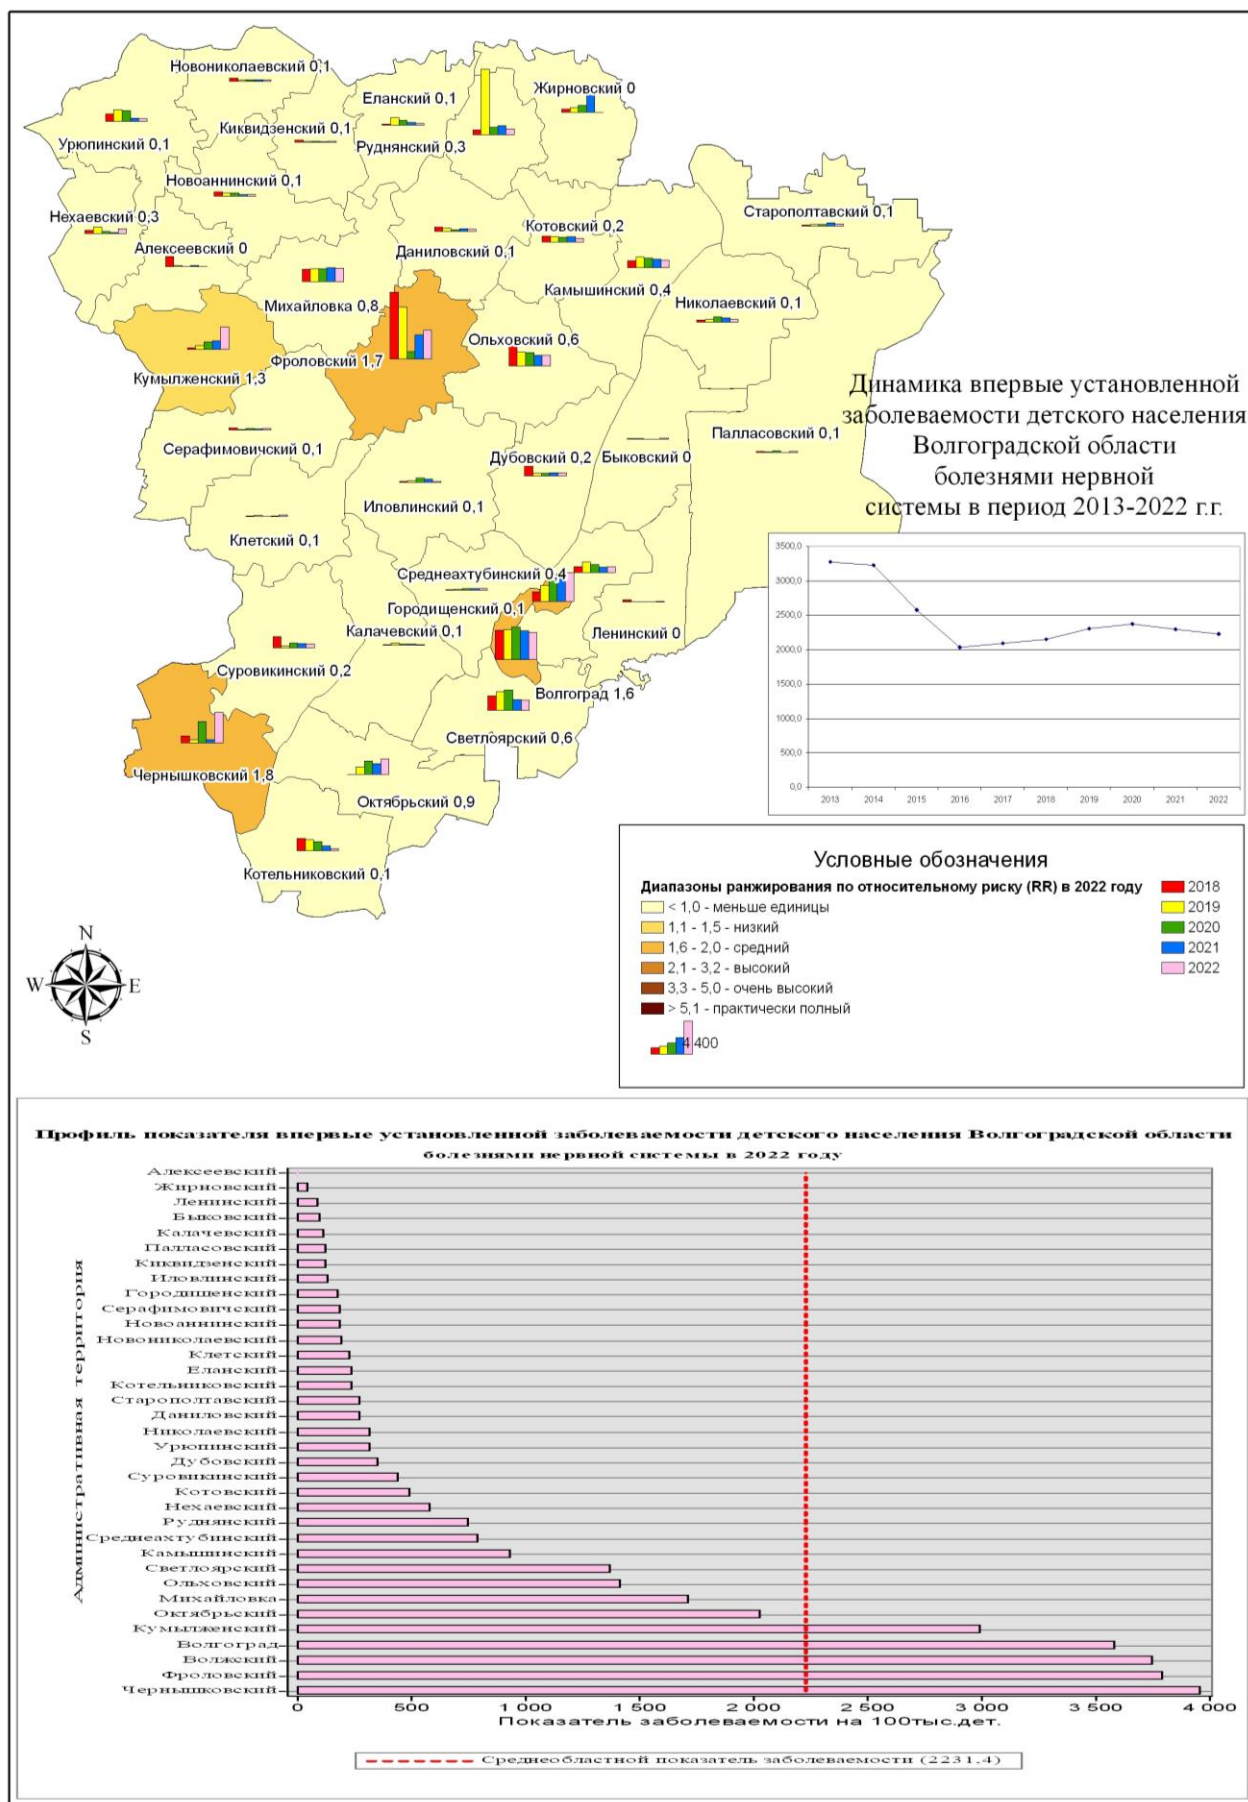 Новониколаевский 0,1
Еланский 0,1
Жирновский 0
Киквидзенский 0,1
Урюпинский 0,1
Руднянский 0,3
Новоаннинский 0,1
Нехаевский 0,3
Старополтавский 0,1
Котовский 0,2
Алексеевский 0
Даниловский 0,1
Камышинский 0,4
Михайловка 0,8
Николаевский 0,1
Ольховский 0,6
Фроловский 1,7
Кумылженский 1,3
Динамика впервые установленной
заболеваемости детского населения
Волгоградской области
болезнями нервной
системы в период 2013-2022 г.г.
Палласовский 0,1
Серафимовичский 0,1
Дубовский 0,2
Быковский 0
Иловлинский 0,1
Клетский 0,1
Среднеахтубинский 0,4
Городищенский 0,1
Калачевский 0,1
Ленинский 0
Суровикинский 0,2
Волгоград 1,6
Светлоярский 0,6
Чернышковский 1,8
Октябрьский 0,9
Котельниковский 0,1
3500,0
3000,0
2500,0
2000,0
1500,0
1000,0
500,0
0,0
2013 2014 2015 2016 2017 2018 2019 2020 2021 2022
N
W E
S
Условные обозначения
Диапазоны ранжирования по относительному риску (RR) в 2022 году
< 1,0 - меньше единицы
1,1 - 1,5 - низкий
1,6 - 2,0 - средний
2,1 - 3,2 - высокий
3,3 - 5,0 - очень высокий
> 5,1 - практически полный
4 400
2018
2019
2020
2021
2022
Профиль показателя впервые установленной заболеваемости детского населения Волгоградской области
болезнями нервной системы в 2022 году
Административная территория
Алексеевский
Жирновский
Ленинский
Быковский
Калачевский
Палласовский
Киквидзенский
Иловлинский
Городищенский
Серафимовичский
Новоаннинский
Новониколаевский
Клетский
Еланский
Котельниковский
Старополтавский
Даниловский
Николаевский
Урюпинский
Дубовский
Суровикинский
Котовский
Нехаевский
Руднянский
Среднеахтубинский
Камышинский
Светлоярский
Ольховский
Михайловка
Октябрьский
Кумылженский
Волгоград
Волжский
Фроловский
Чернышковский
0 500 1 000 1 500 2 000 2 500 3 000 3 500 4 000
Показатель заболеваемости на 100тыс.дет.
Среднеобластной показатель заболеваемости (2231,4)